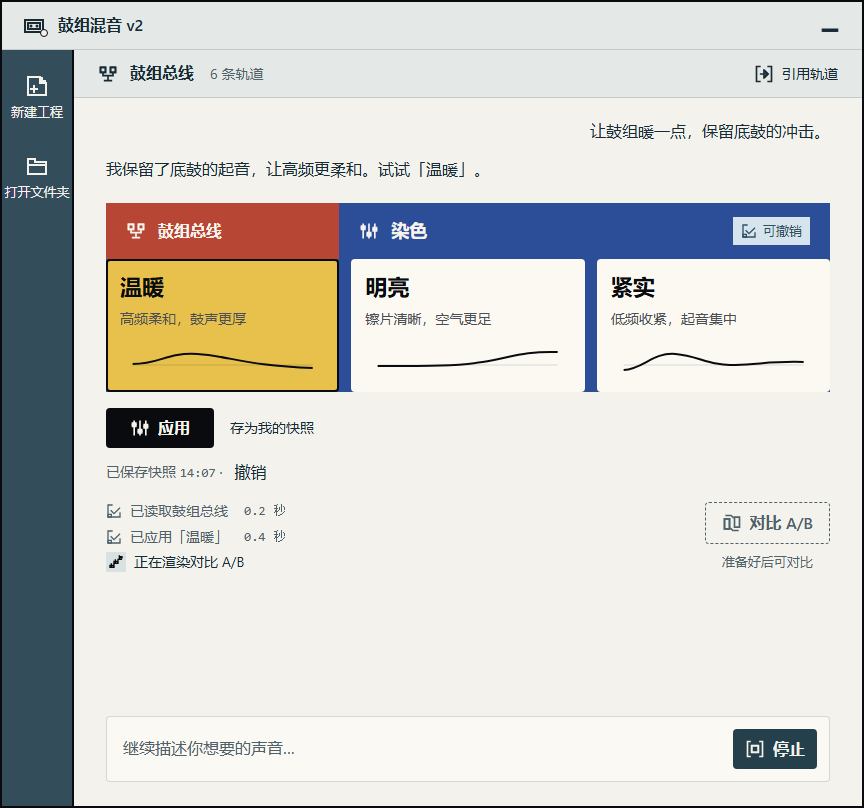 鼓组混音 v2
新建工程
打开文件夹
鼓组总线 6 条轨道
引用轨道
让鼓组暖一点，保留底鼓的冲击。
我保留了底鼓的起音，让高频更柔和。试试「温暖」。
鼓组总线
染色
可撤销
温暖
高频柔和，鼓声更厚
明亮
镲片清晰，空气更足
紧实
低频收紧，起音集中
应用
存为我的快照
已保存快照 14:07 · 撤销
已读取鼓组总线 0.2 秒
已应用「温暖」 0.4 秒
正在渲染对比 A/B
对比 A/B
准备好后可对比
继续描述你想要的声音...
停止